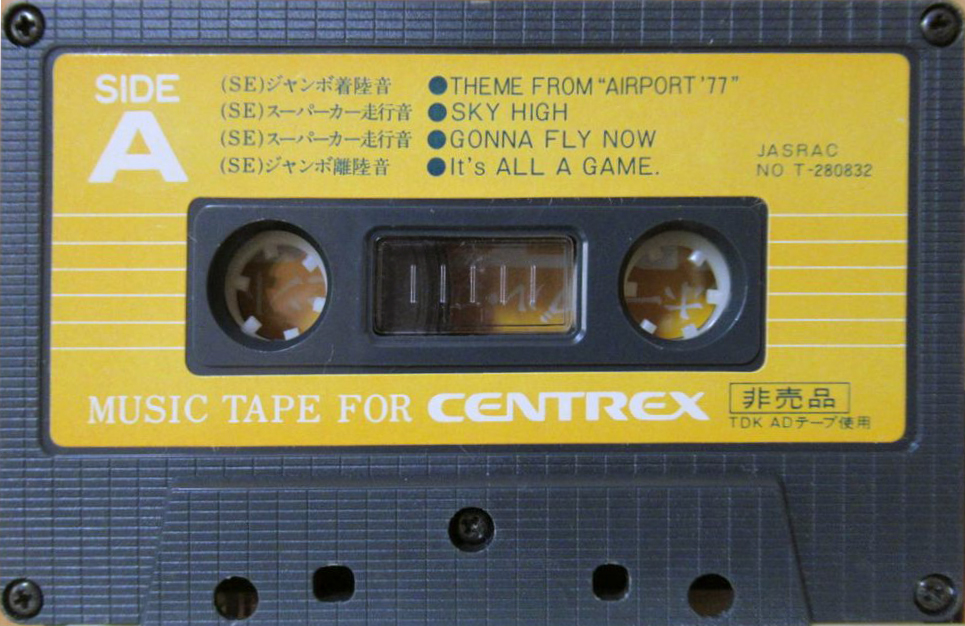 SIDE
A
(SE)ジャンボ着陸音 ●THEME FROM "AIRPORT '77"
(SE)スーパーカー走行音 ●SKY HIGH
(SE)スーパーカー走行音 ●GONNA FLY NOW
(SE)ジャンボ離陸音 ●It's ALL A GAME.
JASRAC
NO T-280832
MUSIC TAPE FOR CENTREX
非売品
TDK ADテープ使用